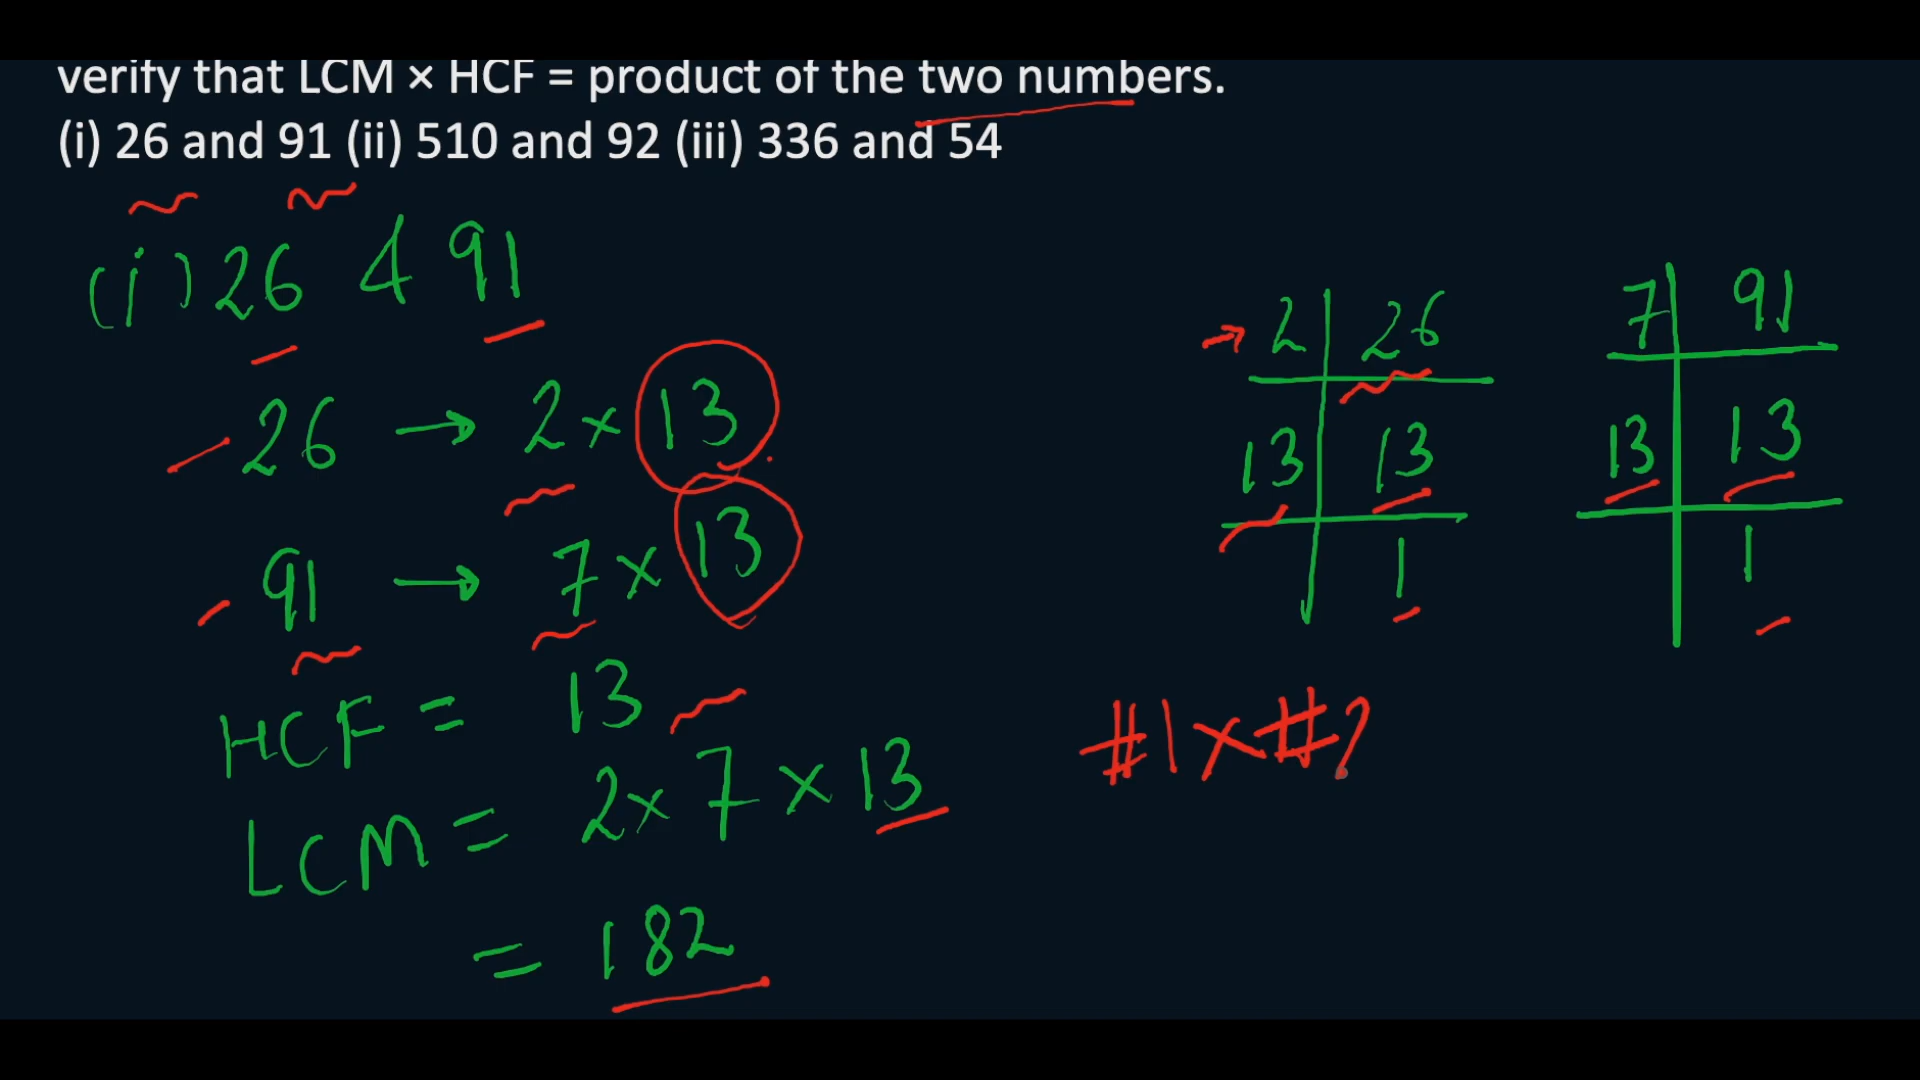 verify that LCM × HCF = product of the two numbers.
(i) 26 and 91 (ii) 510 and 92 (iii) 336 and 54
(i) 26 4 91
26 → 2 × 13
91 → 7 × 13
HCF = 13
LCM = 2 × 7 × 13
= 182
2 26
13 13
1
7 91
13 13
1
#1 × #2